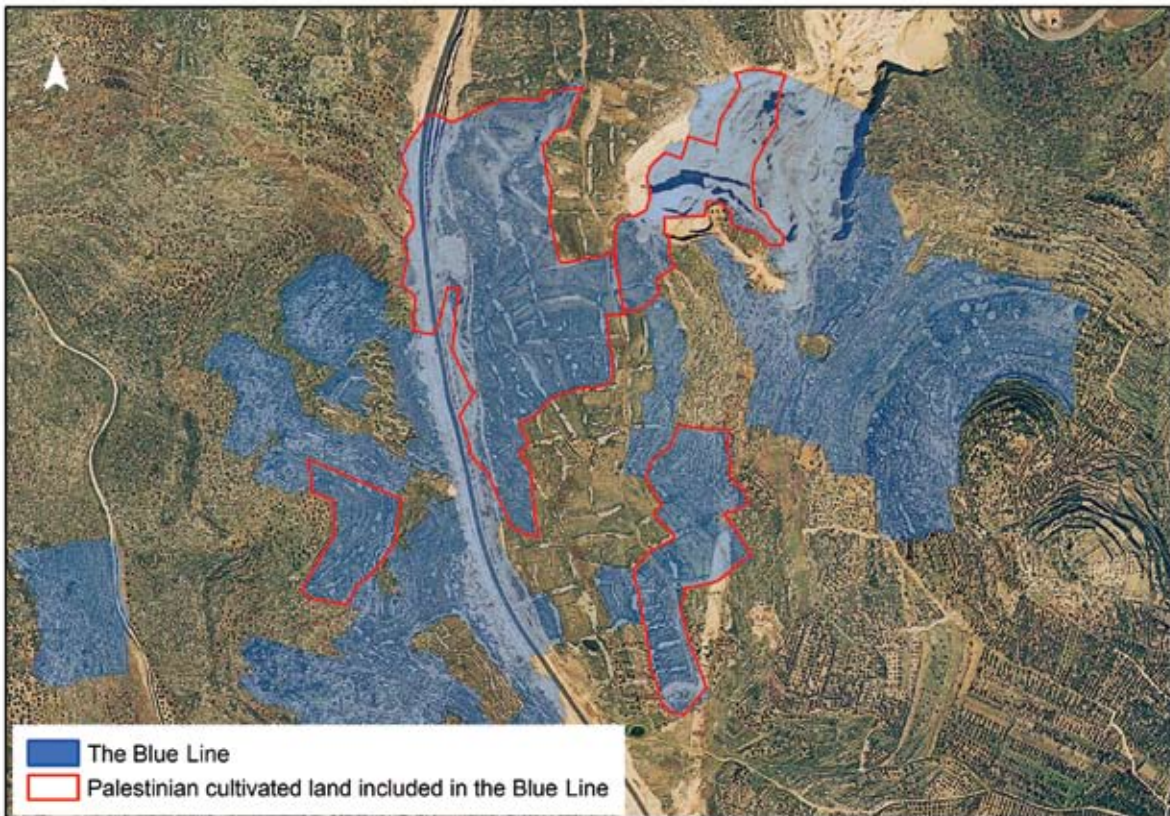 The Blue Line
Palestinian cultivated land included in the Blue Line